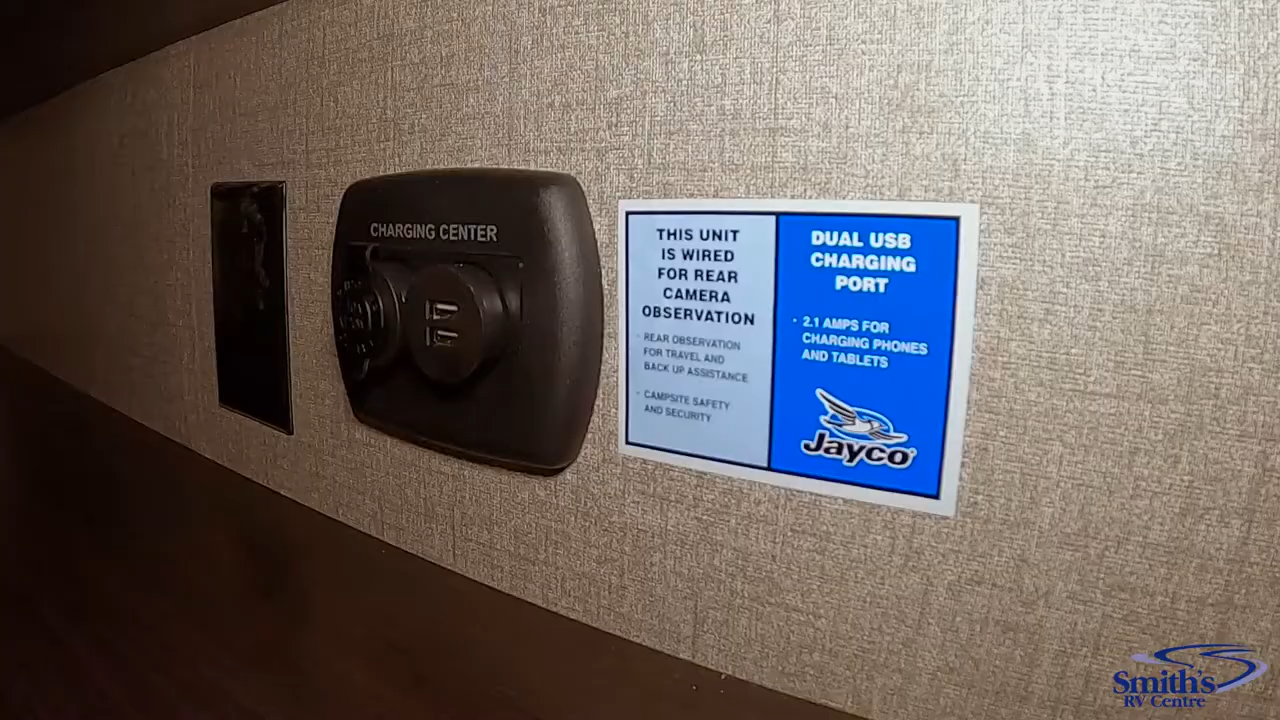 CHARGING CENTER
THIS UNIT
IS WIRED
FOR REAR
CAMERA
OBSERVATION
· REAR OBSERVATION
FOR TRAVEL AND
BACK UP ASSISTANCE
· CAMPSITE SAFETY
AND SECURITY
DUAL USB
CHARGING
PORT
· 2.1 AMPS FOR
CHARGING PHONES
AND TABLETS
Jayco
Smith's
RV Centre